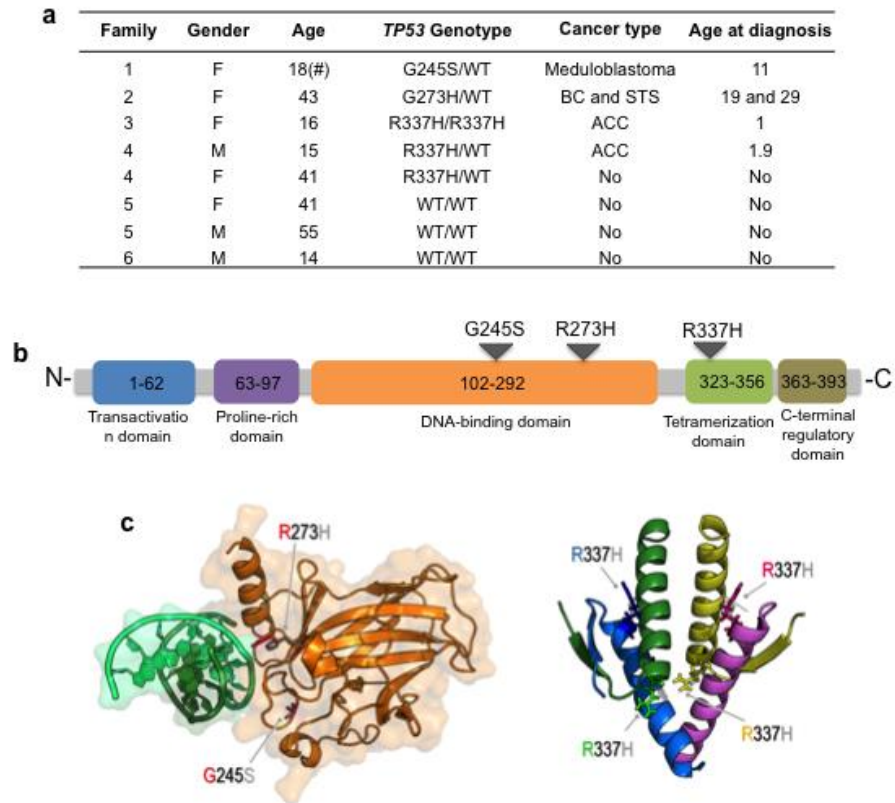 a
Family Gender Age TP53 Genotype Cancer type Age at diagnosis
1 F 18(#) G245S/WT Meduloblastoma 11
2 F 43 G273H/WT BC and STS 19 and 29
3 F 16 R337H/R337H ACC 1
4 M 15 R337H/WT ACC 1.9
4 F 41 R337H/WT No No
5 F 41 WT/WT No No
5 M 55 WT/WT No No
6 M 14 WT/WT No No
b
G245S R273H R337H
N- 1-62 63-97 102-292 323-356 363-393 -C
Transactivatio
n domain
Proline-rich
domain
DNA-binding domain
Tetramerization
domain
C-terminal
regulatory
domain
c
R273H
G245S
R337H
R337H
R337H
R337H